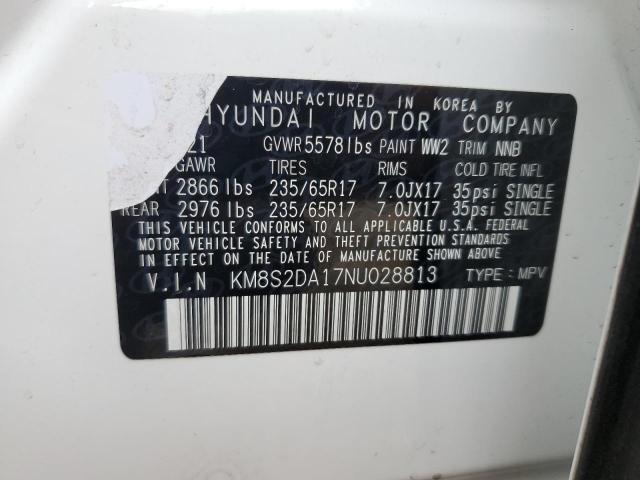 MANUFACTURED IN KOREA BY
HYUNDAI MOTOR COMPANY
21 GVWR 5578lbs PAINT WW2 TRIM NNB
GAWR TIRES RIMS COLD TIRE INFL
2866 lbs 235/65R17 7.0JX17 35psi SINGLE
REAR 2976 lbs 235/65R17 7.0JX17 35psi SINGLE
THIS VEHICLE CONFORMS TO ALL APPLICABLE U.S.A. FEDERAL
MOTOR VEHICLE SAFETY AND THEFT PREVENTION STANDARDS
IN EFFECT ON THE DATE OF MANUFACTURE SHOWN ABOVE.
V.I.N KM8S2DA17NU028813 TYPE : MPV